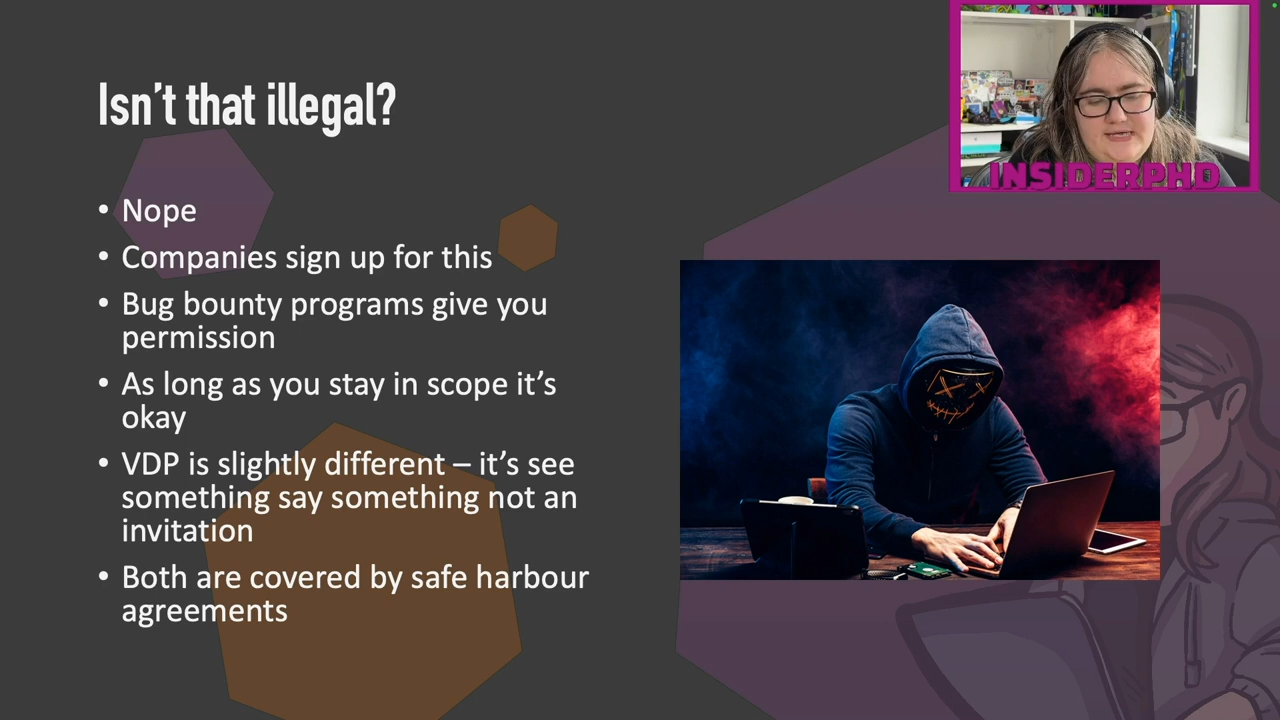 Isn’t that illegal?
• Nope
• Companies sign up for this
• Bug bounty programs give you
permission
• As long as you stay in scope it’s
okay
• VDP is slightly different – it’s see
something say something not an
invitation
• Both are covered by safe harbour
agreements
INSIDERPHD